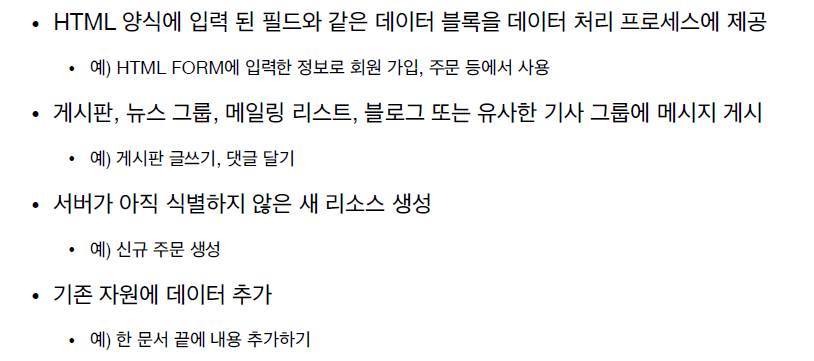 • HTML 양식에 입력 된 필드와 같은 데이터 블록을 데이터 처리 프로세스에 제공
• 예) HTML FORM에 입력한 정보로 회원 가입, 주문 등에서 사용
• 게시판, 뉴스 그룹, 메일링 리스트, 블로그 또는 유사한 기사 그룹에 메시지 게시
• 예) 게시판 글쓰기, 댓글 달기
• 서버가 아직 식별하지 않은 새 리소스 생성
• 예) 신규 주문 생성
• 기존 자원에 데이터 추가
• 예) 한 문서 끝에 내용 추가하기